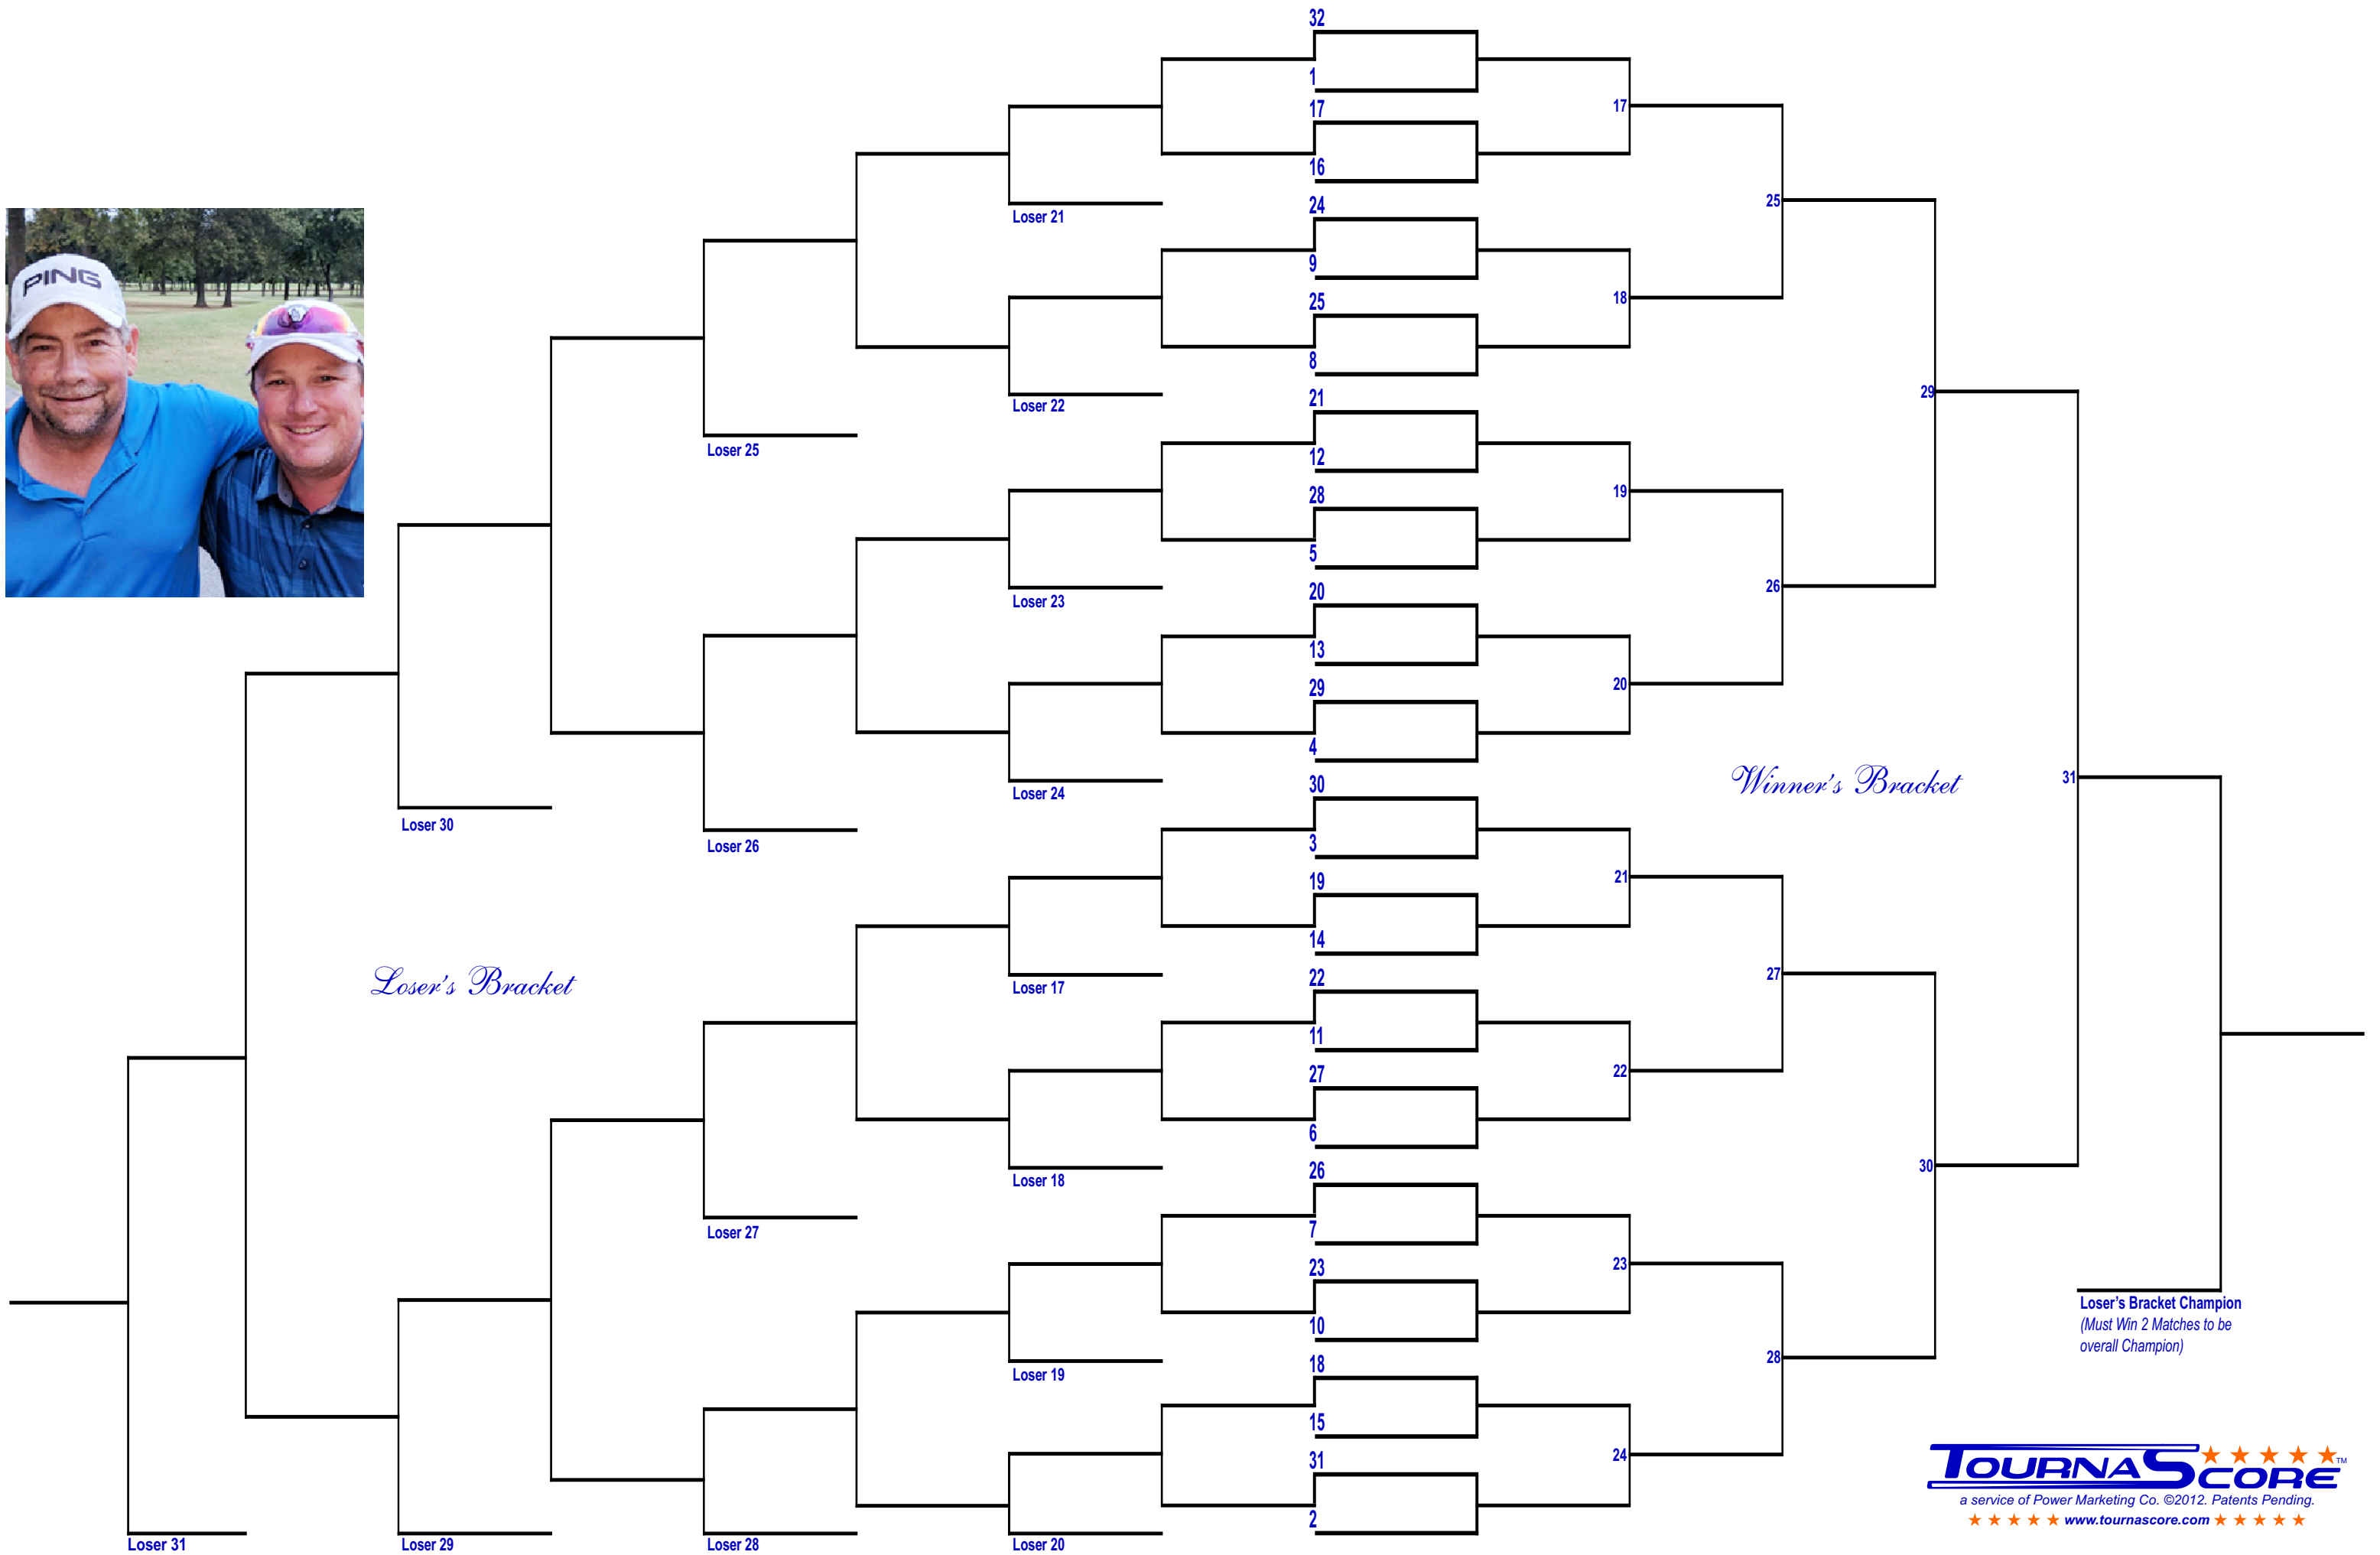 32
1
17
17
16
24
25
Loser 21
9
25
18
8
PING
29
21
Loser 22
Loser 25
12
28
19
5
26
20
Loser 23
13
29
20
4
Winner's Bracket
31
30
Loser 24
Loser 30
3
Loser 26
19
21
14
27
Loser's Bracket
22
Loser 17
11
27
22
6
30
26
Loser 18
7
Loser 27
23
23
Loser's Bracket Champion
(Must Win 2 Matches to be
overall Champion)
10
28
18
Loser 19
15
24
31
TOURNASCORE TM
a service of Power Marketing Co. ©2012. Patents Pending.
www.tournascore.com
2
Loser 31
Loser 29
Loser 28
Loser 20